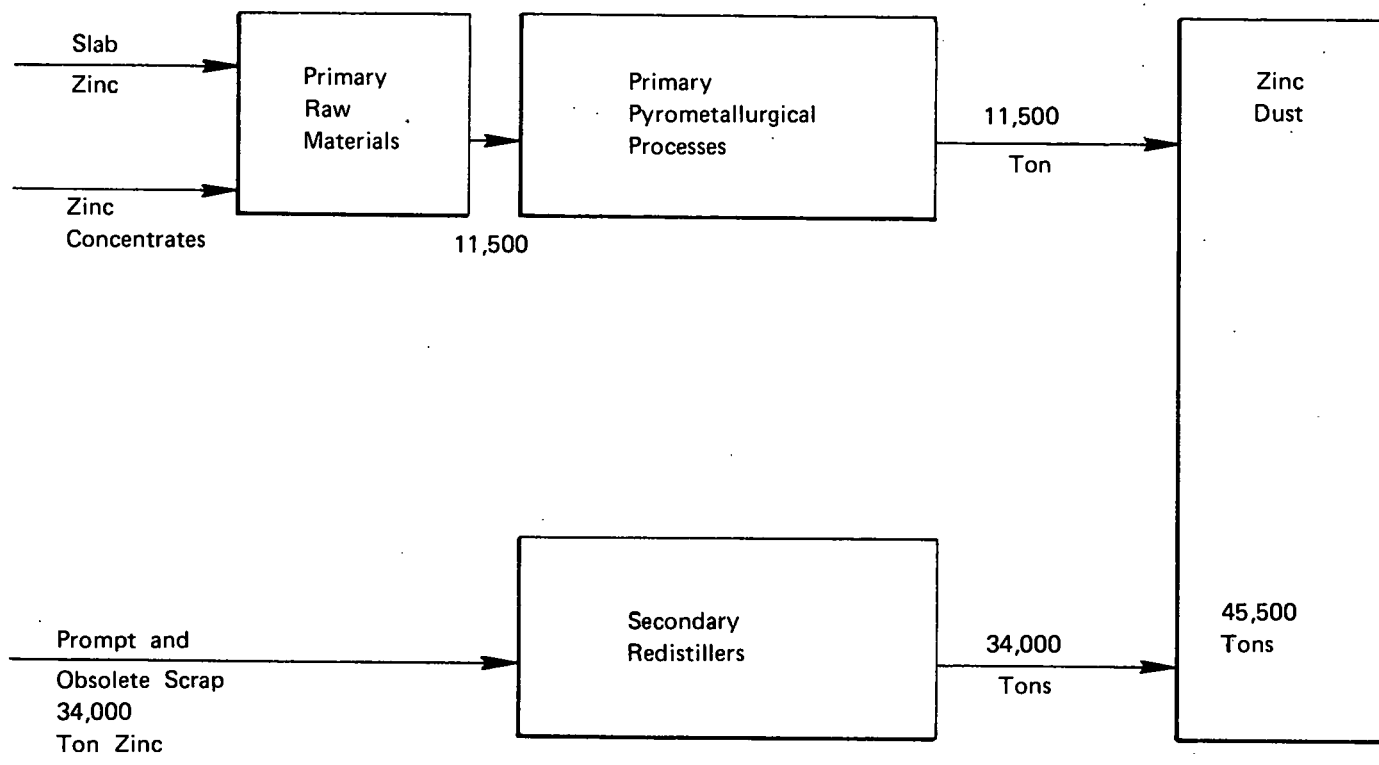 Slab
Zinc
Zinc
Concentrates
Primary
Raw
Materials
11,500
Primary
Pyrometallurgical
Processes
11,500
Ton
Zinc
Dust
Prompt and
Obsolete Scrap
34,000
Ton Zinc
Secondary
Redistillers
34,000
Tons
45,500
Tons